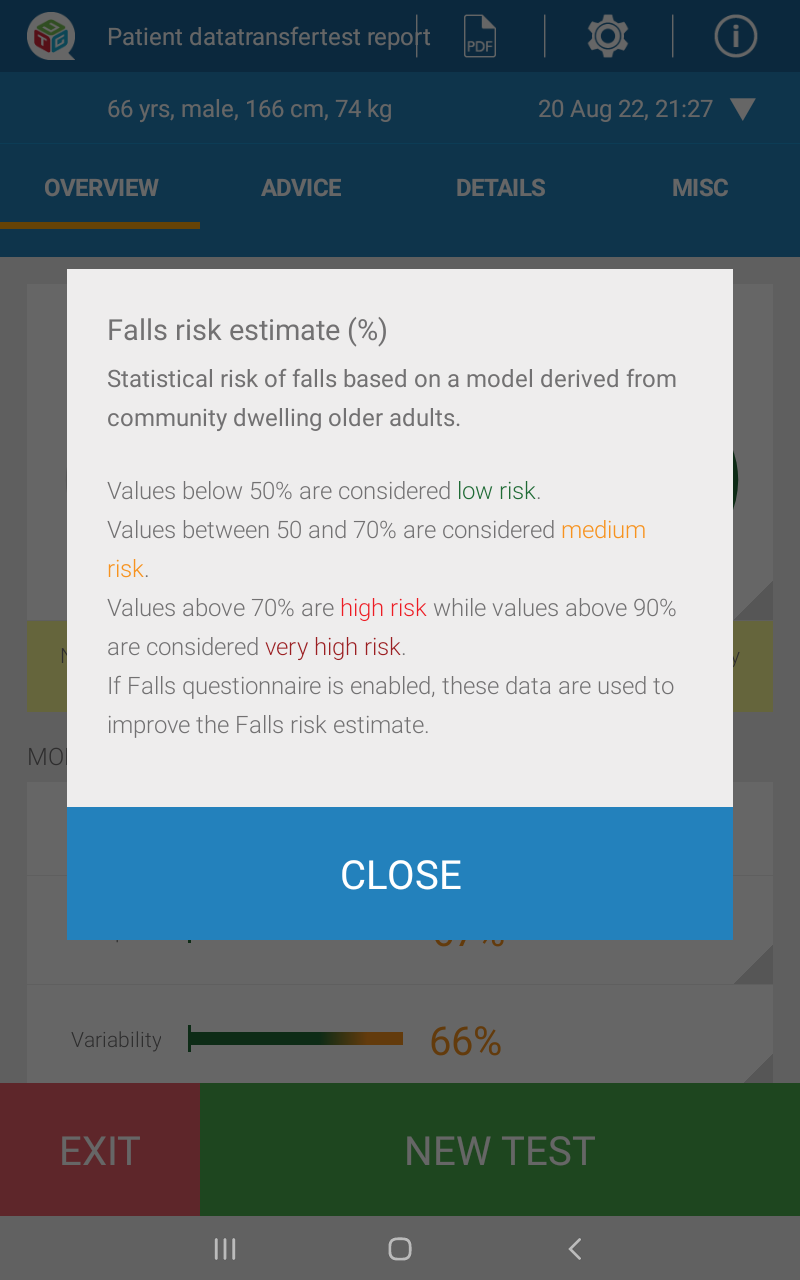 Patient datatransfertest report
PDF
66 yrs, male, 166 cm, 74 kg
20 Aug 22, 21:27
OVERVIEW
ADVICE
DETAILS
MISC
Falls risk estimate (%)
Statistical risk of falls based on a model derived from
community dwelling older adults.
Values below 50% are considered low risk.
Values between 50 and 70% are considered medium
risk.
Values above 70% are high risk while values above 90%
are considered very high risk.
If Falls questionnaire is enabled, these data are used to
improve the Falls risk estimate.
CLOSE
Variability
66%
EXIT
NEW TEST